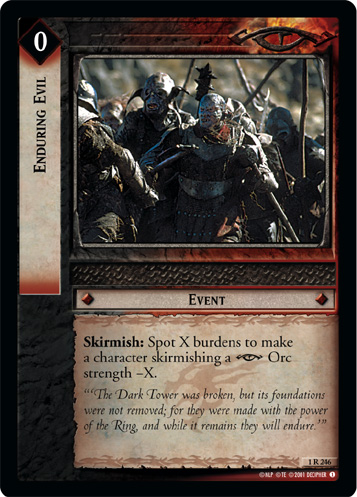 0
ENDURING EVIL
EVENT
Skirmish: Spot X burdens to make
a character skirmishing a Orc
strength –X.
“‘The Dark Tower was broken, but its foundations
were not removed; for they were made with the power
of the Ring, and while it remains they will endure.’”
1 R 246
©NLP ©TE ©2001 DECIPHER